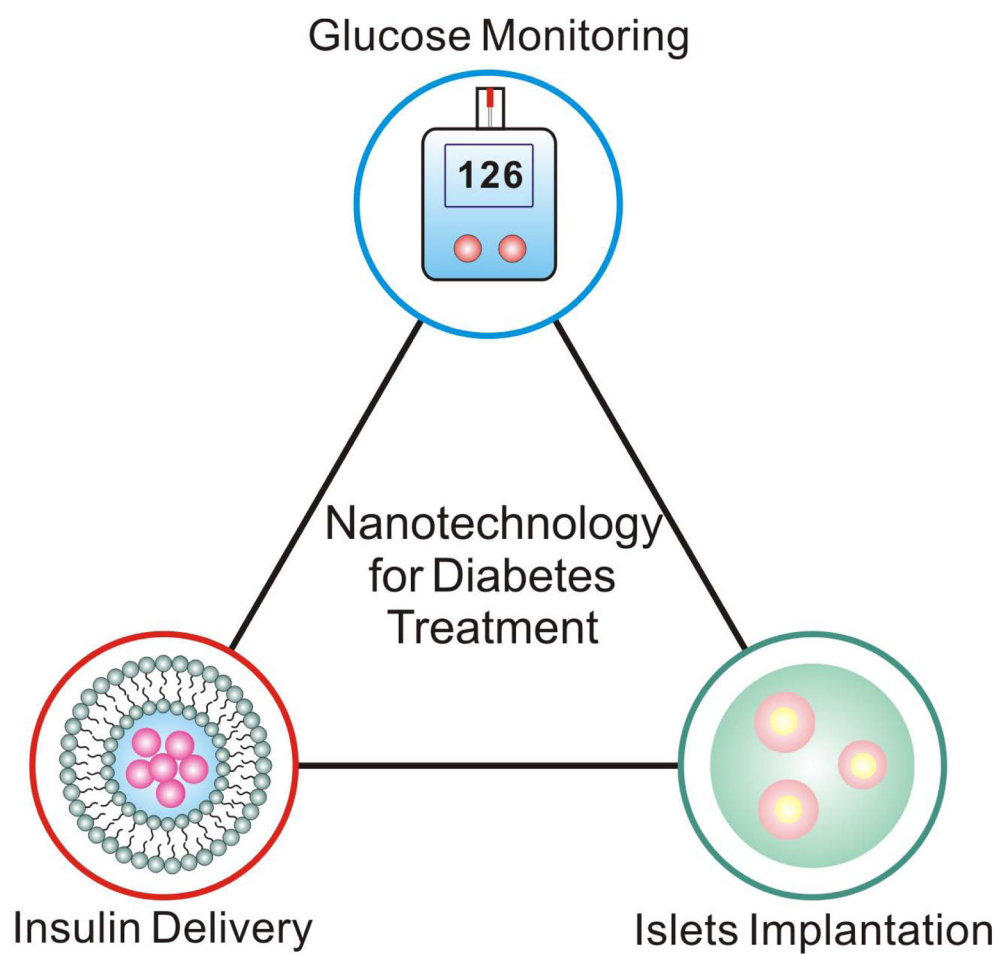 Glucose Monitoring
126
Nanotechnology
for Diabetes
Treatment
Insulin Delivery
Islets Implantation